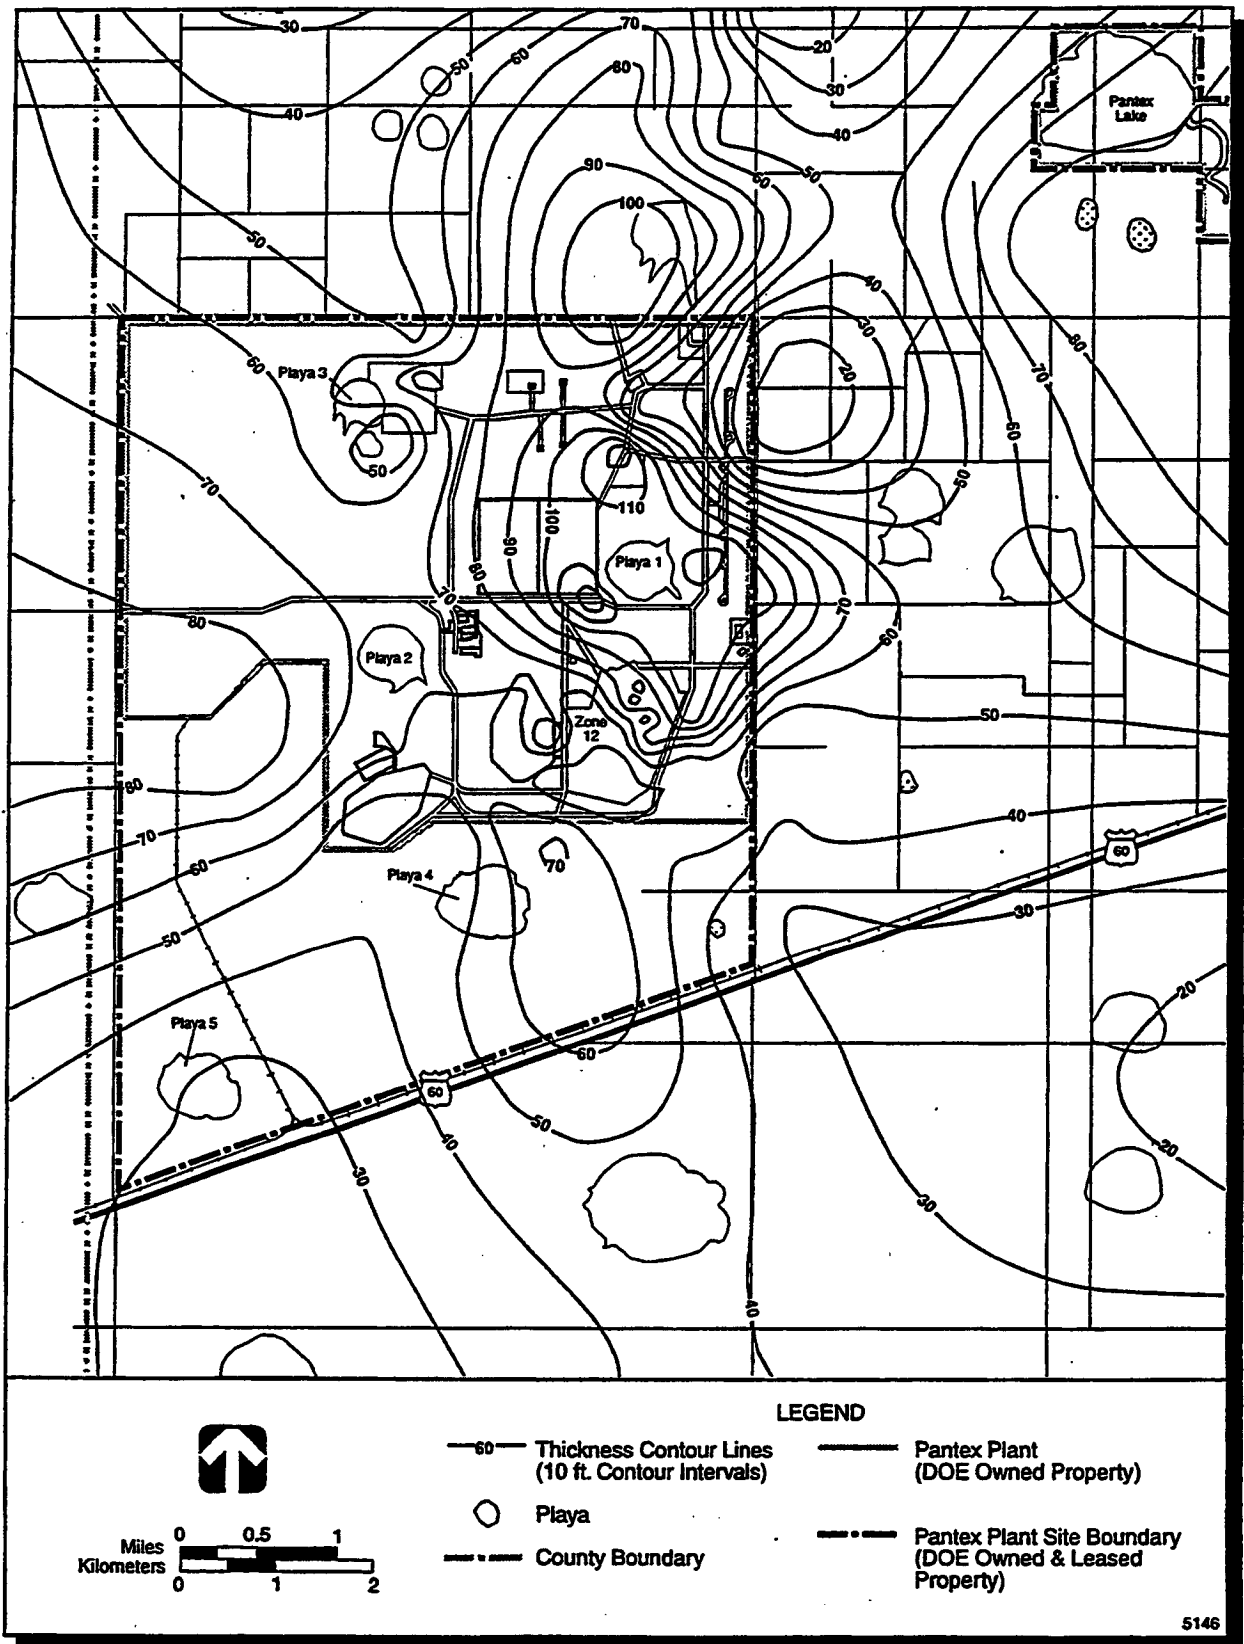 30
70
20
50
60
80
30
40
40
Pantex
Lake
90
60
50
100
50
40
30
80
60
Playa 3
20
70
60
50
50
70
110
100
90
80
Playa 1
70
70
60
80
Playa 2
50
Zone
12
80
40
70
60
60
70
Playa 4
30
50
20
Playa 5
60
60
50
40
20
30
30
40
LEGEND
60 Thickness Contour Lines
(10 ft. Contour Intervals)
Pantex Plant
(DOE Owned Property)
Playa
County Boundary
Pantex Plant Site Boundary
(DOE Owned & Leased
Property)
0 0.5 1
Miles
Kilometers
0 1 2
5146